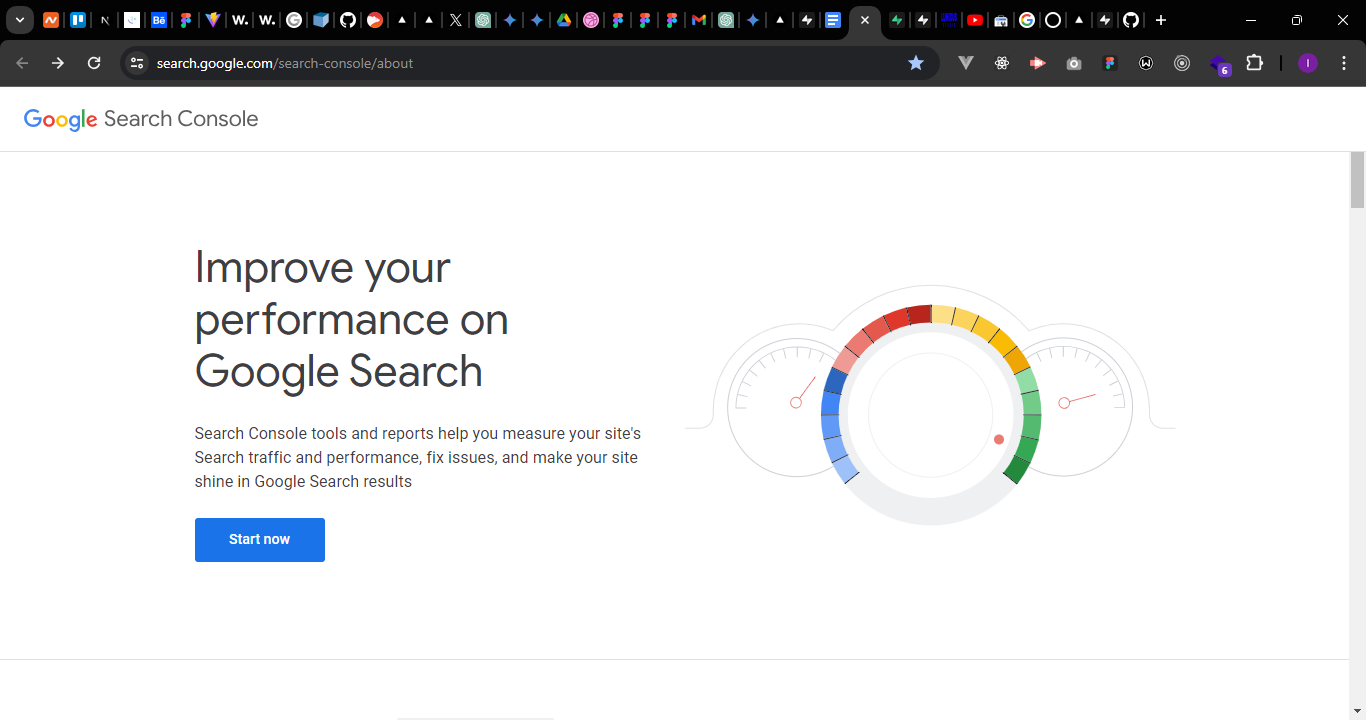 search.google.com/search-console/about
6
I
Google Search Console
Improve your
performance on
Google Search
Search Console tools and reports help you measure your site's
Search traffic and performance, fix issues, and make your site
shine in Google Search results
Start now